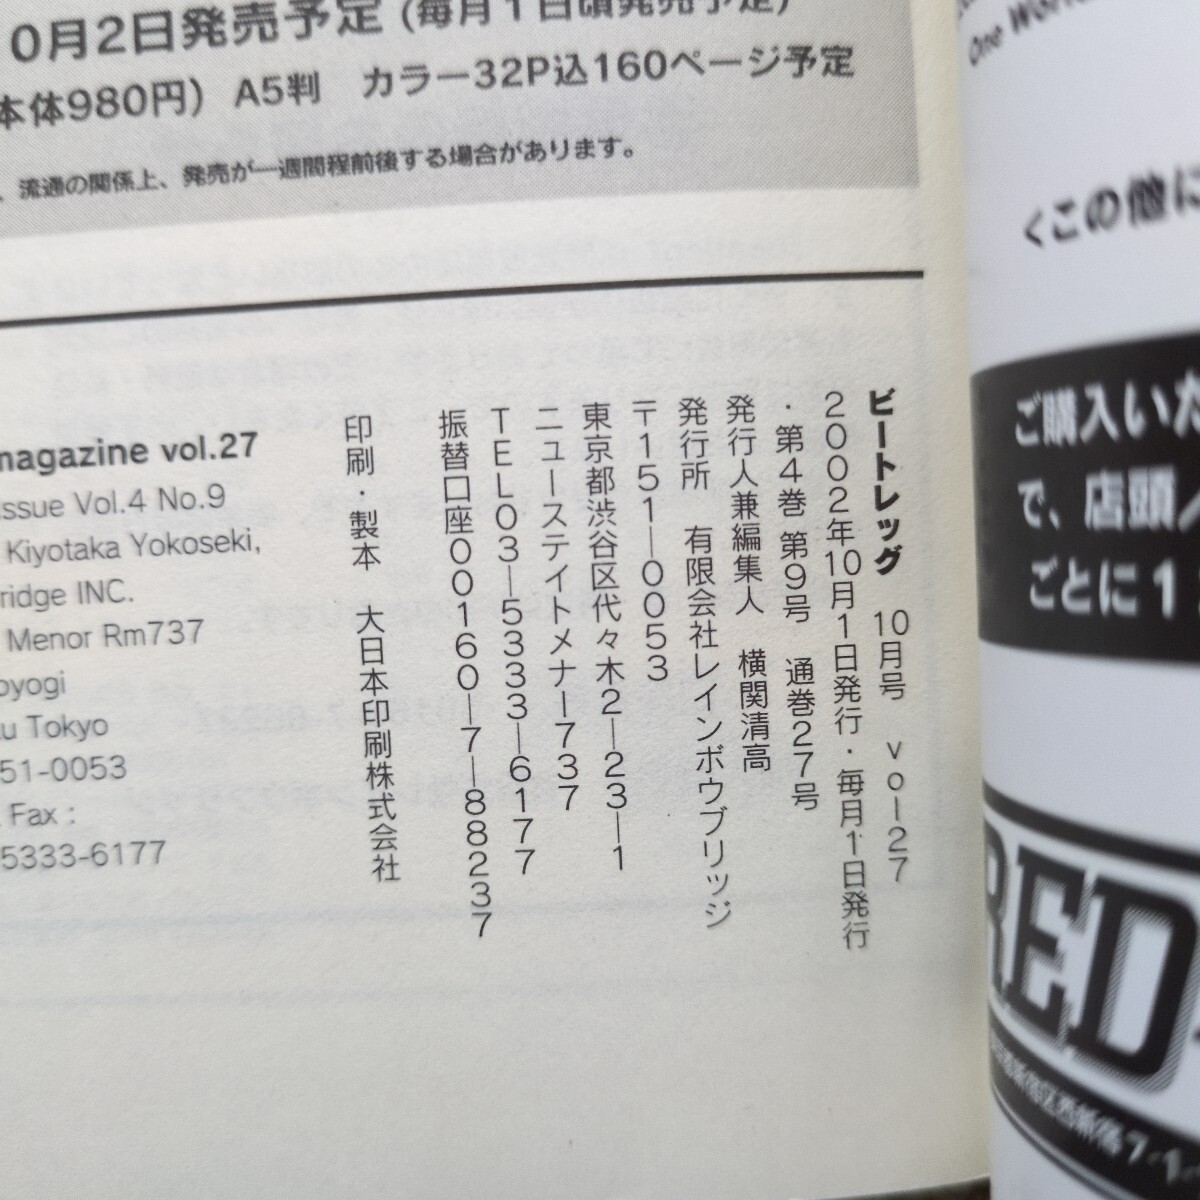 0月2日発売予定(毎月1日頃発売予定)
本体980円) A5判 カラー32P込160ページ予定
、流通の関係上、発売が一週間程前後する場合があります。
ビートレッグ 10月号 vol-27
2002年10月1日発行・毎月1日発行
・第4巻 第9号 通巻27号
発行人兼編集人 横関清高
発行所 有限会社レインボウブリッジ
〒151-0053
東京都渋谷区代々木2-23-1
ニューステイトメナー737
TEL03-5333-6177
振替口座00160-7-88237
印刷・製本 大日本印刷株式会社
magazine vol.27
issue Vol.4 No.9
Kiyotaka Yokoseki,
ridge INC.
Menor Rm737
oyogi
u Tokyo
51-0053
Fax :
5333-6177
One World
<この他に
ご購入いた
で、店頭/
ごとに1
RED